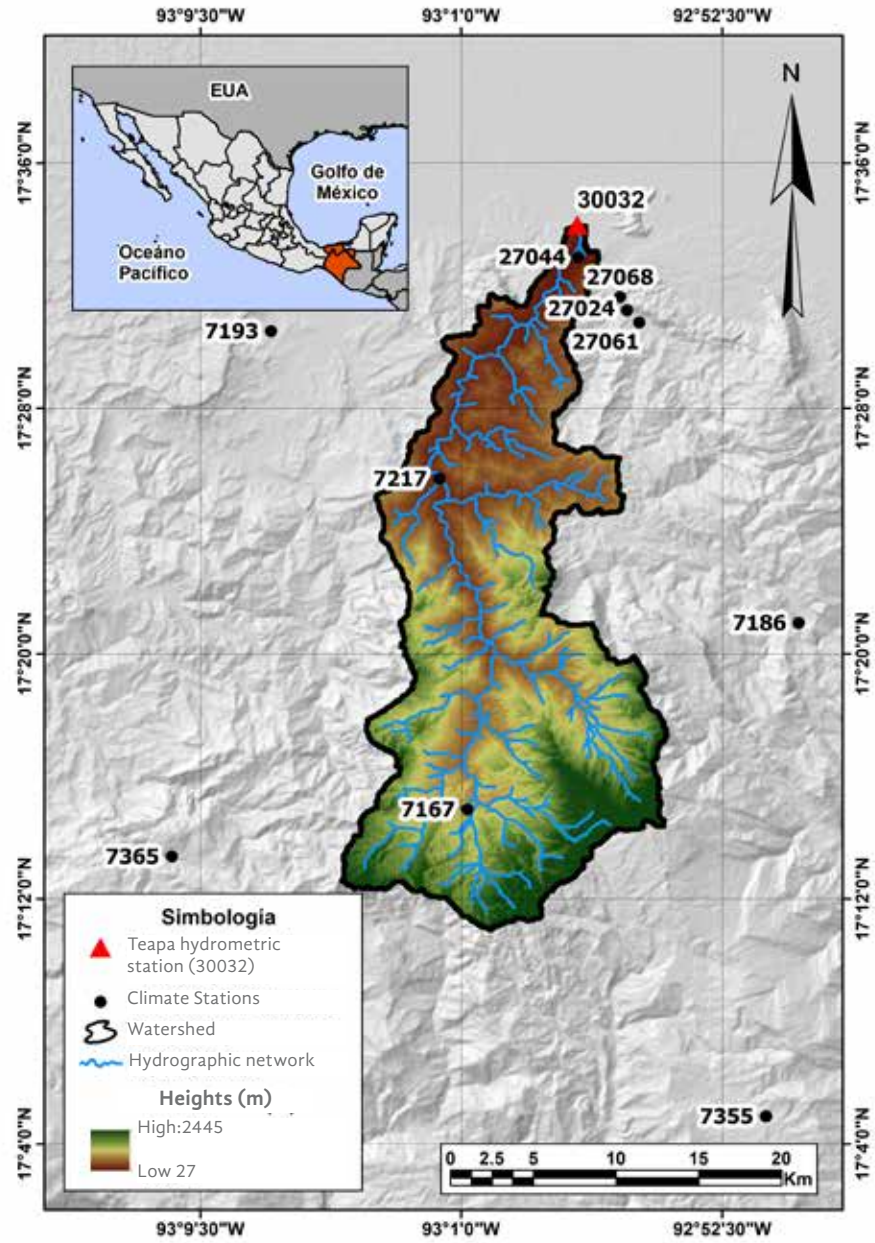 93°9'30"W
93°1'0"W
92°52'30"W
EUA
Golfo de
México
Oceáno
Pacífico
N
17°36'0"N
17°36'0"N
30032
27044
27068
27024
27061
7193
17°28'0"N
17°28'0"N
7217
7186
17°20'0"N
17°20'0"N
7167
7365
17°12'0"N
17°12'0"N
Simbología
Teapa hydrometric
station (30032)
Climate Stations
Watershed
Hydrographic network
Heights (m)
High:2445
Low 27
7355
17°4'0"N
17°4'0"N
0 2.5 5 10 15 20
Km
93°9'30"W
93°1'0"W
92°52'30"W